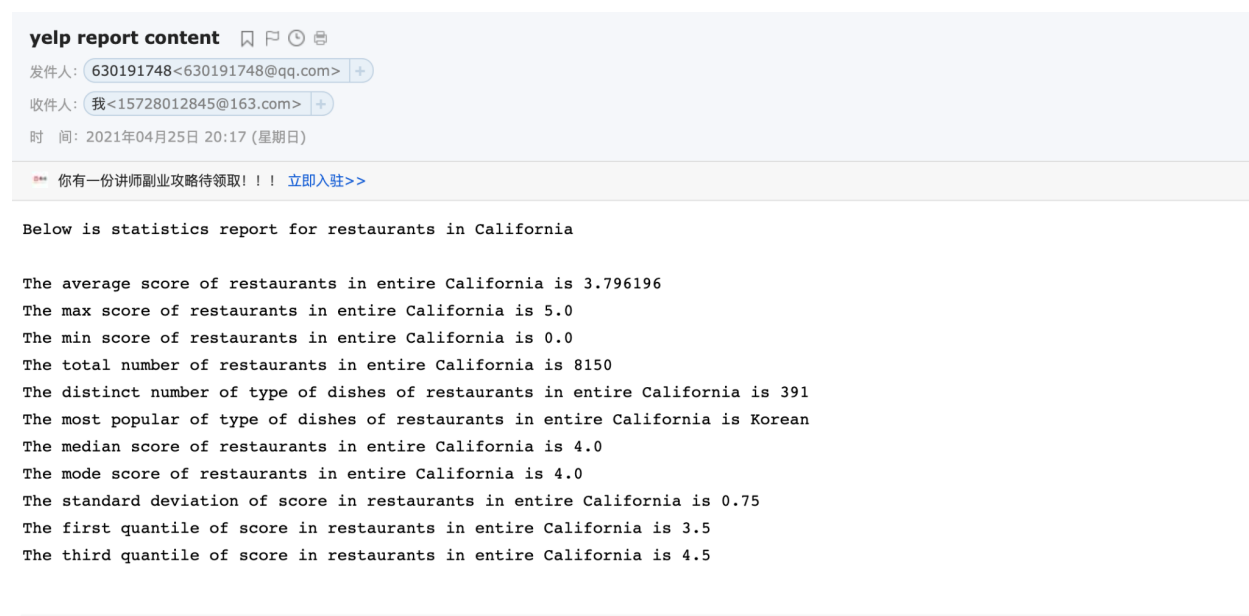 yelp report content
发件人: 630191748<630191748@qq.com> +
收件人: 我<15728012845@163.com> +
时 间: 2021年04月25日 20:17 (星期日)
你有一份讲师副业攻略待领取！！！ 立即入驻>>
Below is statistics report for restaurants in California
The average score of restaurants in entire California is 3.796196
The max score of restaurants in entire California is 5.0
The min score of restaurants in entire California is 0.0
The total number of restaurants in entire California is 8150
The distinct number of type of dishes of restaurants in entire California is 391
The most popular of type of dishes of restaurants in entire California is Korean
The median score of restaurants in entire California is 4.0
The mode score of restaurants in entire California is 4.0
The standard deviation of score in restaurants in entire California is 0.75
The first quantile of score in restaurants in entire California is 3.5
The third quantile of score in restaurants in entire California is 4.5